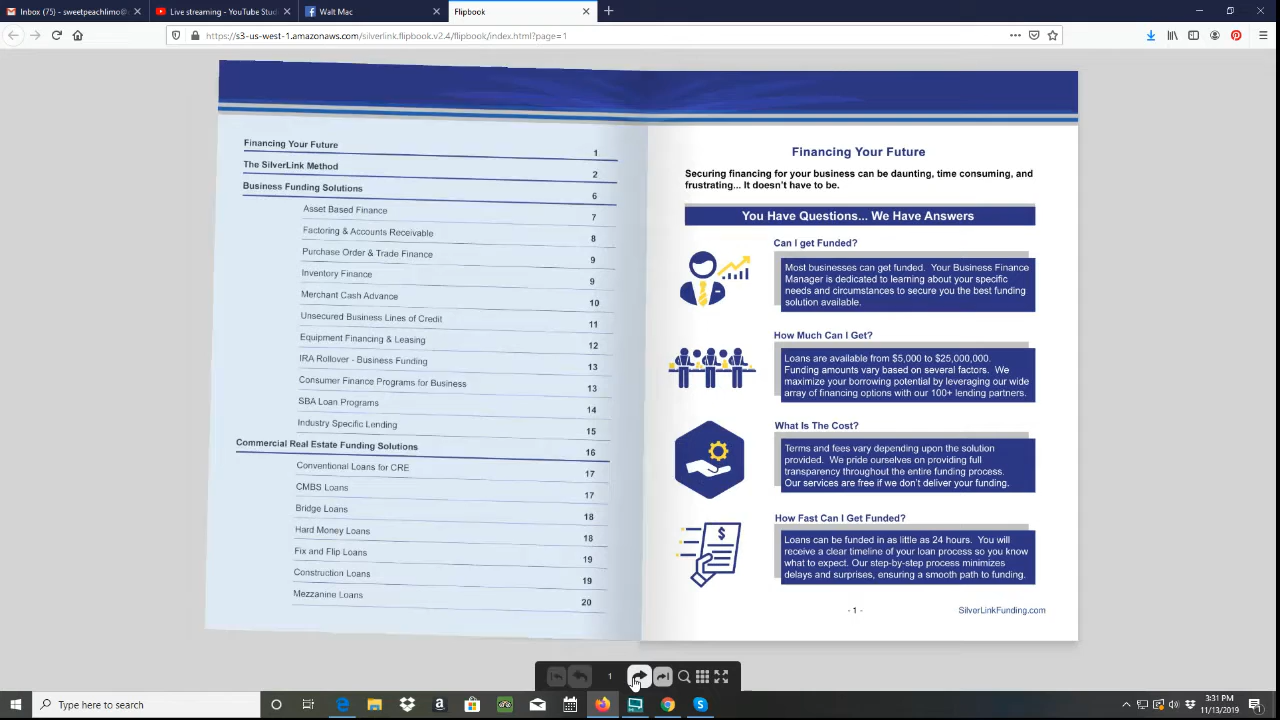 Inbox (75) - sweetpeachlimo@
Live streaming - YouTube Stud
Walt Mac
Flipbook
https://s3-us-west-1.amazonaws.com/silverlink.flipbook.v2.4/flipbook/index.html?page=1
Financing Your Future 1
The SilverLink Method 2
Business Funding Solutions 6
Asset Based Finance 7
Factoring & Accounts Receivable 8
Purchase Order & Trade Finance 9
Inventory Finance 9
Merchant Cash Advance 10
Unsecured Business Lines of Credit 11
Equipment Financing & Leasing 12
IRA Rollover - Business Funding 13
Consumer Finance Programs for Business 13
SBA Loan Programs 14
Industry Specific Lending 15
Commercial Real Estate Funding Solutions 16
Conventional Loans for CRE 17
CMBS Loans 17
Bridge Loans 18
Hard Money Loans 18
Fix and Flip Loans 19
Construction Loans 19
Mezzanine Loans 20
Financing Your Future
Securing financing for your business can be daunting, time consuming, and
frustrating... It doesn't have to be.
You Have Questions... We Have Answers
Can I get Funded?
Most businesses can get funded. Your Business Finance
Manager is dedicated to learning about your specific
needs and circumstances to secure you the best funding
solution available.
How Much Can I Get?
Loans are available from $5,000 to $25,000,000.
Funding amounts vary based on several factors. We
maximize your borrowing potential by leveraging our wide
array of financing options with our 100+ lending partners.
What Is The Cost?
Terms and fees vary depending upon the solution
provided. We pride ourselves on providing full
transparency throughout the entire funding process.
Our services are free if we don't deliver your funding.
How Fast Can I Get Funded?
$
Loans can be funded in as little as 24 hours. You will
receive a clear timeline of your loan process so you know
what to expect. Our step-by-step process minimizes
delays and surprises, ensuring a smooth path to funding.
- 1 -
SilverLinkFunding.com
1
Type here to search
3:31 PM
11/13/2019